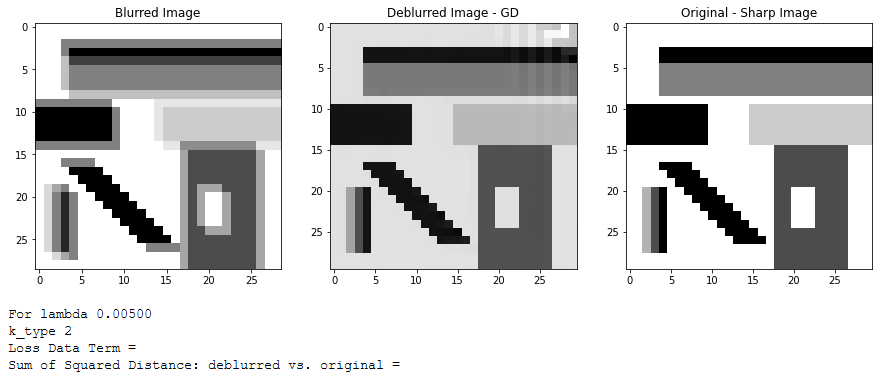 Blurred Image
Deblurred Image - GD
Original - Sharp Image
0
5
10
15
20
25
0 5 10 15 20 25
0
5
10
15
20
25
0 5 10 15 20 25
0
5
10
15
20
25
0 5 10 15 20 25
For lambda 0.00500
k_type 2
Loss Data Term =
Sum of Squared Distance: deblurred vs. original =